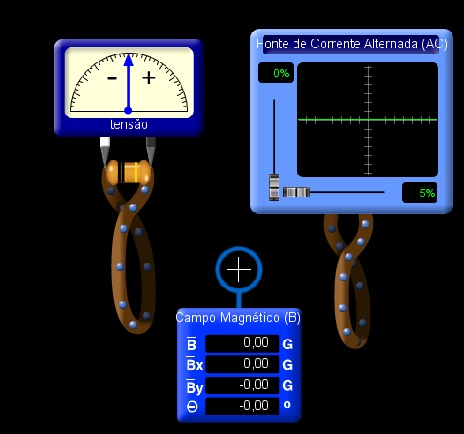 Fonte de Corrente Alternada (AC)
- +
tensão
0%
5%
Campo Magnético (B)
B 0,00 G
Bx 0,00 G
By -0,00 G
Θ -0,00 º